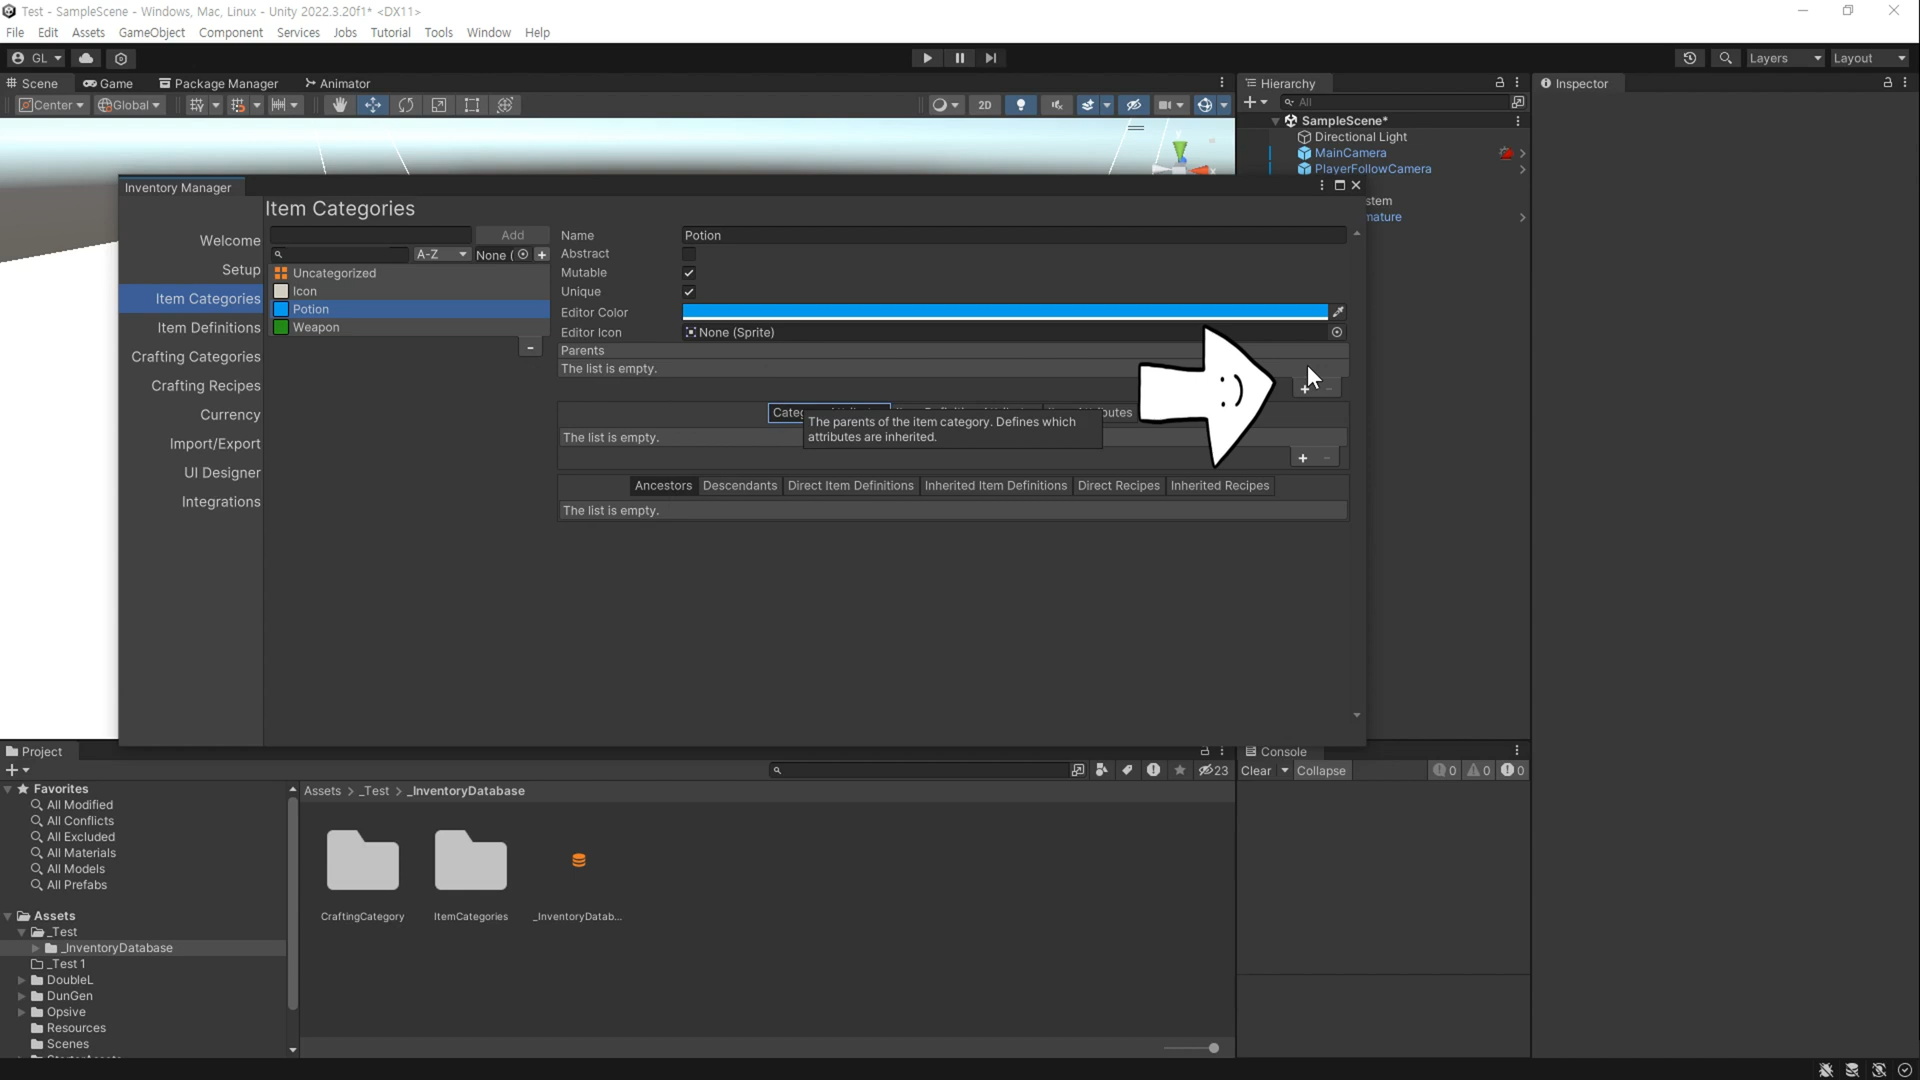 Test - SampleScene - Windows, Mac, Linux - Unity 2022.3.20f1* <DX11>
File Edit Assets GameObject Component Services Jobs Tutorial Tools Window Help
GL
Layers
Layout
Scene
Game
Package Manager
Animator
Hierarchy
Inspector
Center
Global
2D
All
SampleScene*
Directional Light
MainCamera
PlayerFollowCamera
stem
mature
Inventory Manager
Item Categories
Welcome
Setup
Item Categories
Item Definitions
Crafting Categories
Crafting Recipes
Currency
Import/Export
UI Designer
Integrations
Add
A-Z
None (
Uncategorized
Icon
Potion
Weapon
Name Potion
Abstract
Mutable
Unique
Editor Color
Editor Icon None (Sprite)
Parents
The list is empty.
The parents of the item category. Defines which
attributes are inherited.
The list is empty.
Ancestors Descendants Direct Item Definitions Inherited Item Definitions Direct Recipes Inherited Recipes
The list is empty.
Project
23
Favorites
All Modified
All Conflicts
All Excluded
All Materials
All Models
All Prefabs
Assets
_Test
_InventoryDatabase
_Test 1
DoubleL
DunGen
Opsive
Resources
Scenes
Assets > _Test > _InventoryDatabase
CraftingCategory
ItemCategories
_InventoryDatab...
Console
Clear
Collapse
0 0 0